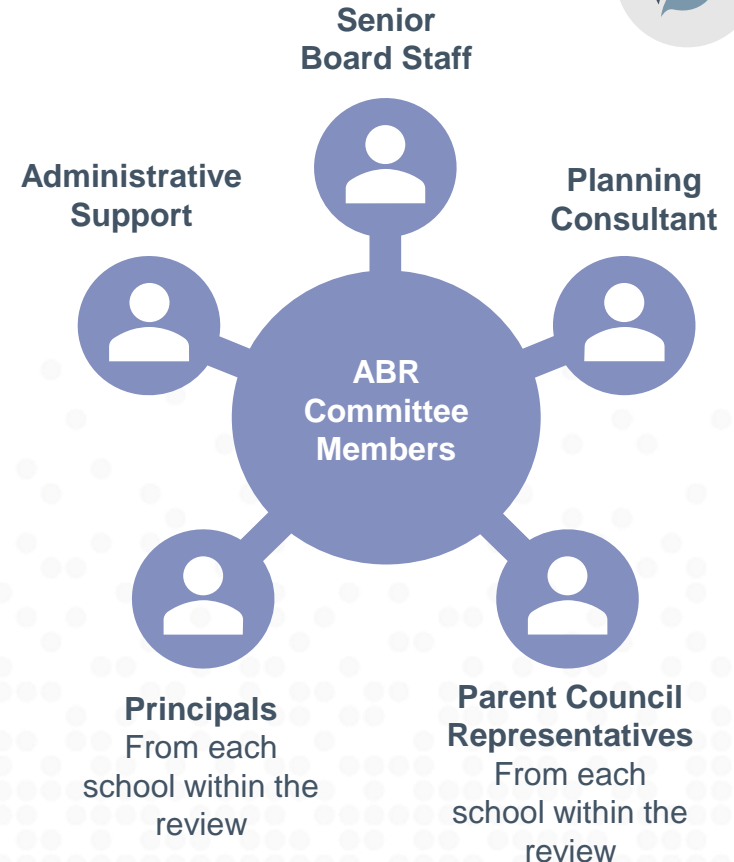 Senior
Board Staff
Administrative
Support
Planning
Consultant
ABR
Committee
Members
Principals
From each
school within the
review
Parent Council
Representatives
From each
school within the
review